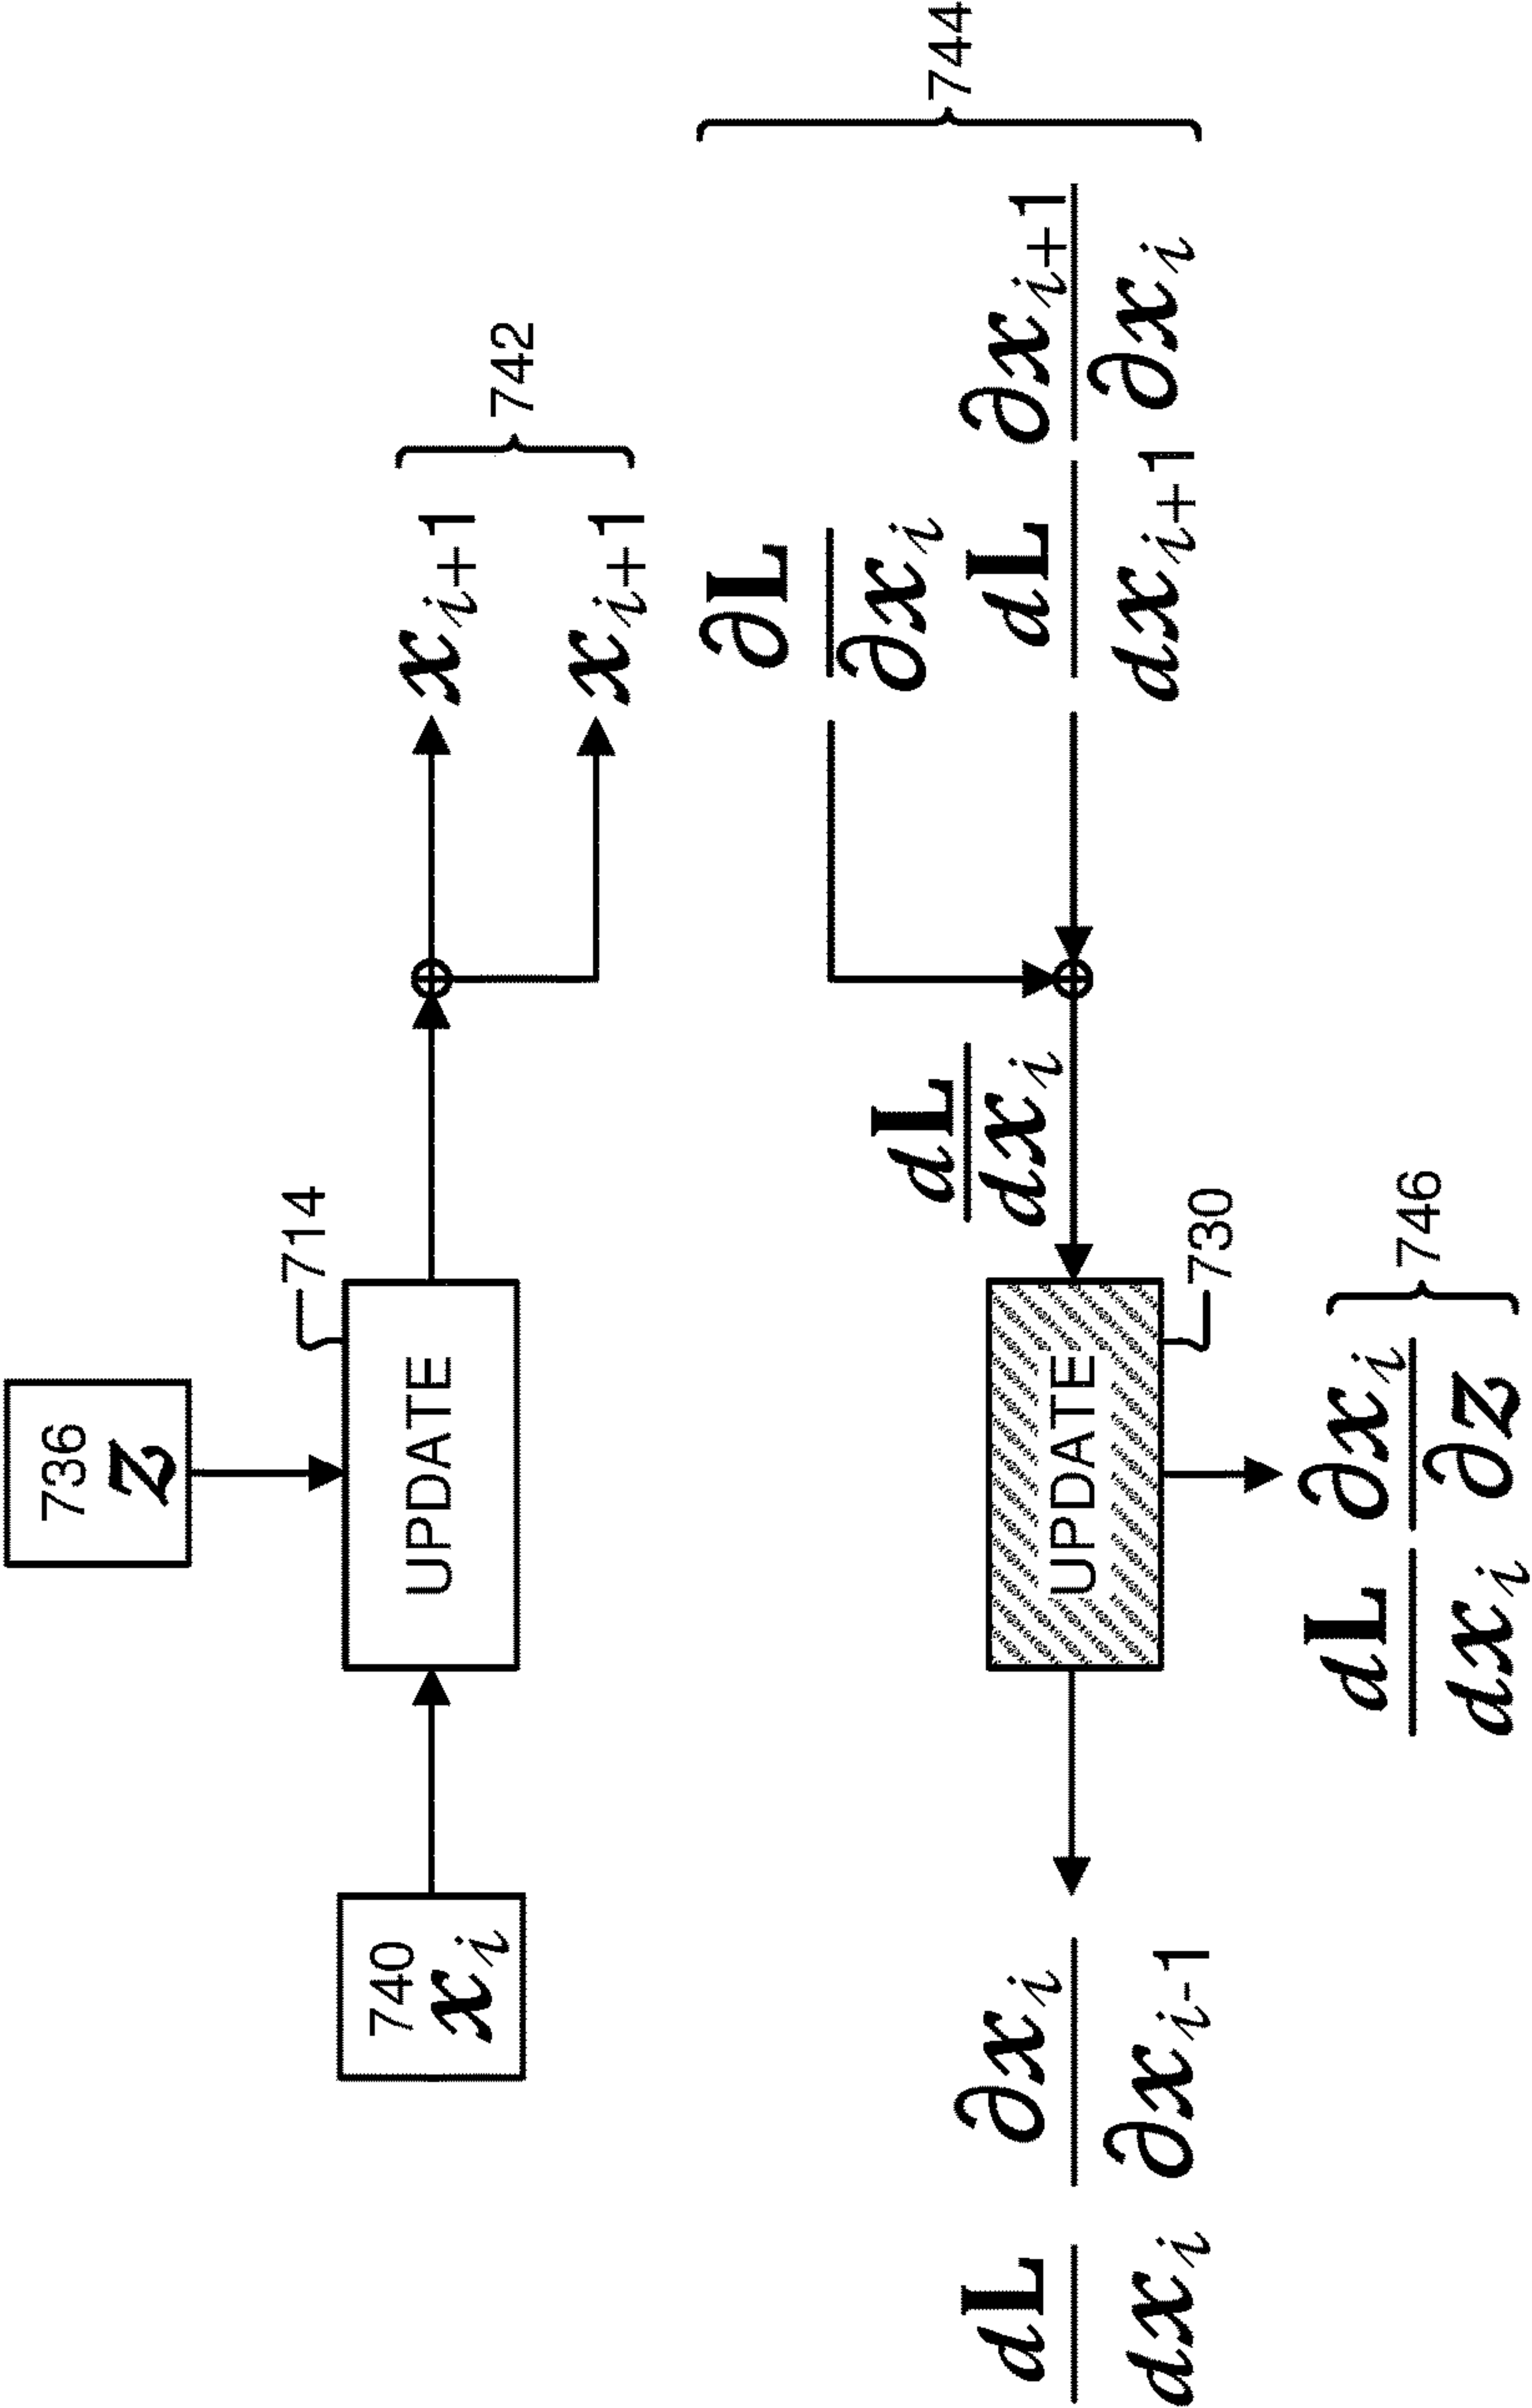 736
z
714
740
x_i
UPDATE
x_{i+1}
x_{i+1}
742
∂L
∂x_i
744
dL
dx_i
dL ∂x_{i+1}
dx_{i+1} ∂x_i
dL ∂x_i
dx_i ∂x_{i-1}
UPDATE
730
dL ∂x_i
dx_i ∂z
746